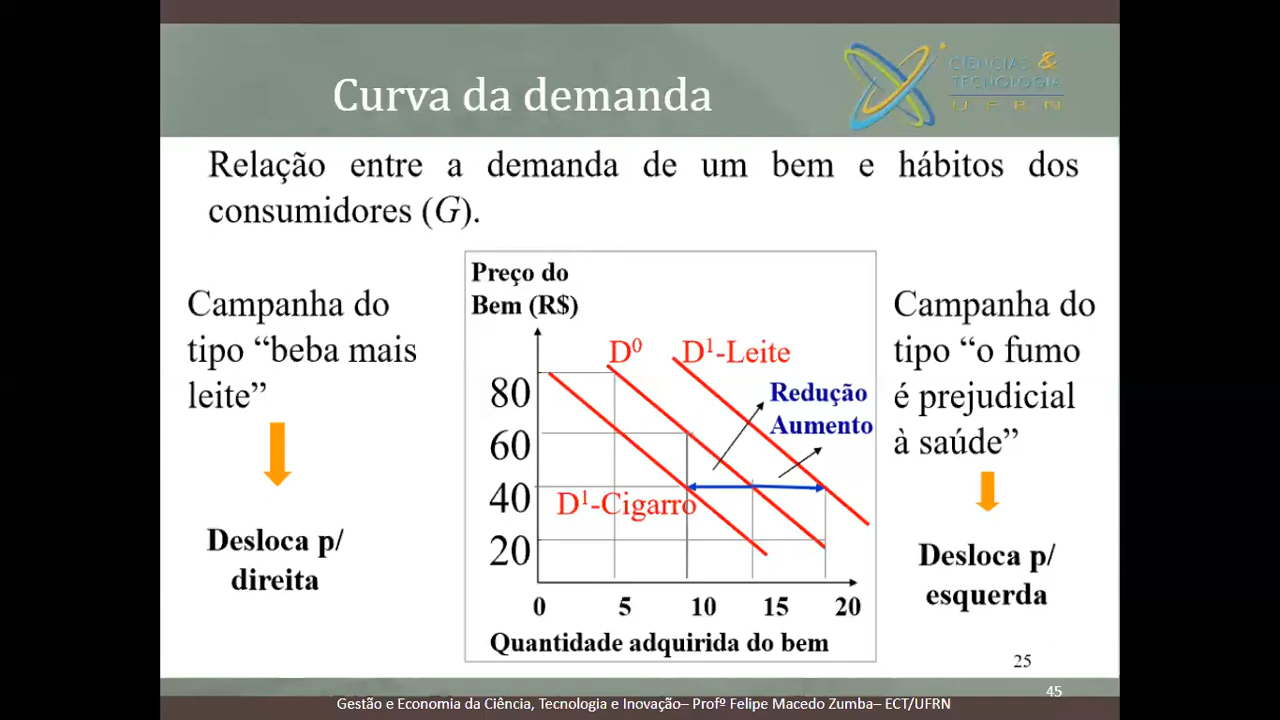 Curva da demanda
CIÊNCIAS &
TECNOLOGIA
UFRN
Relação entre a demanda de um bem e hábitos dos
consumidores (G).
Campanha do
tipo “beba mais
leite”
Desloca p/
direita
Preço do
Bem (R$)
D⁰
D¹-Leite
Redução
Aumento
80
60
40
20
D¹-Cigarro
0 5 10 15 20
Quantidade adquirida do bem
Campanha do
tipo “o fumo
é prejudicial
à saúde”
Desloca p/
esquerda
25
45
Gestão e Economia da Ciência, Tecnologia e Inovação– Profº Felipe Macedo Zumba– ECT/UFRN